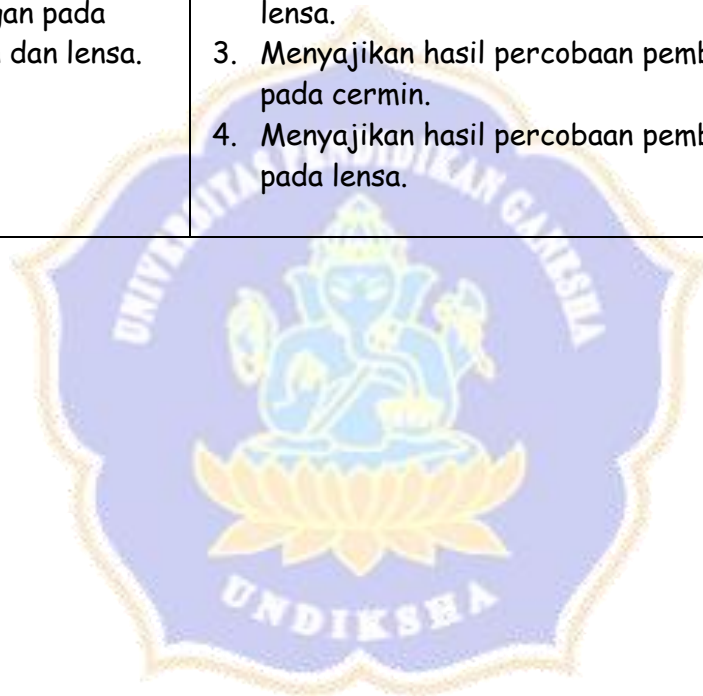 gan pada
dan lensa.
lensa.
3. Menyajikan hasil percobaan pemb
pada cermin.
4. Menyajikan hasil percobaan pemb
pada lensa.
UNIVERSITAS PENDIDIKAN GANESHA
UNDIKSHA